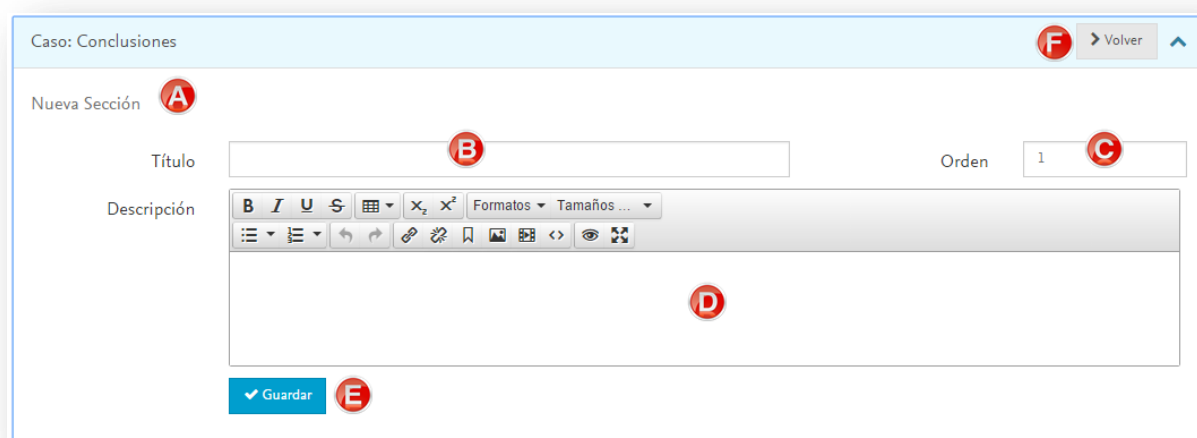 Caso: Conclusiones F Volver
Nueva Sección A
Título B Orden 1 C
Descripción B I U S X₂ X² Formatos Tamaños ...
D
Guardar E